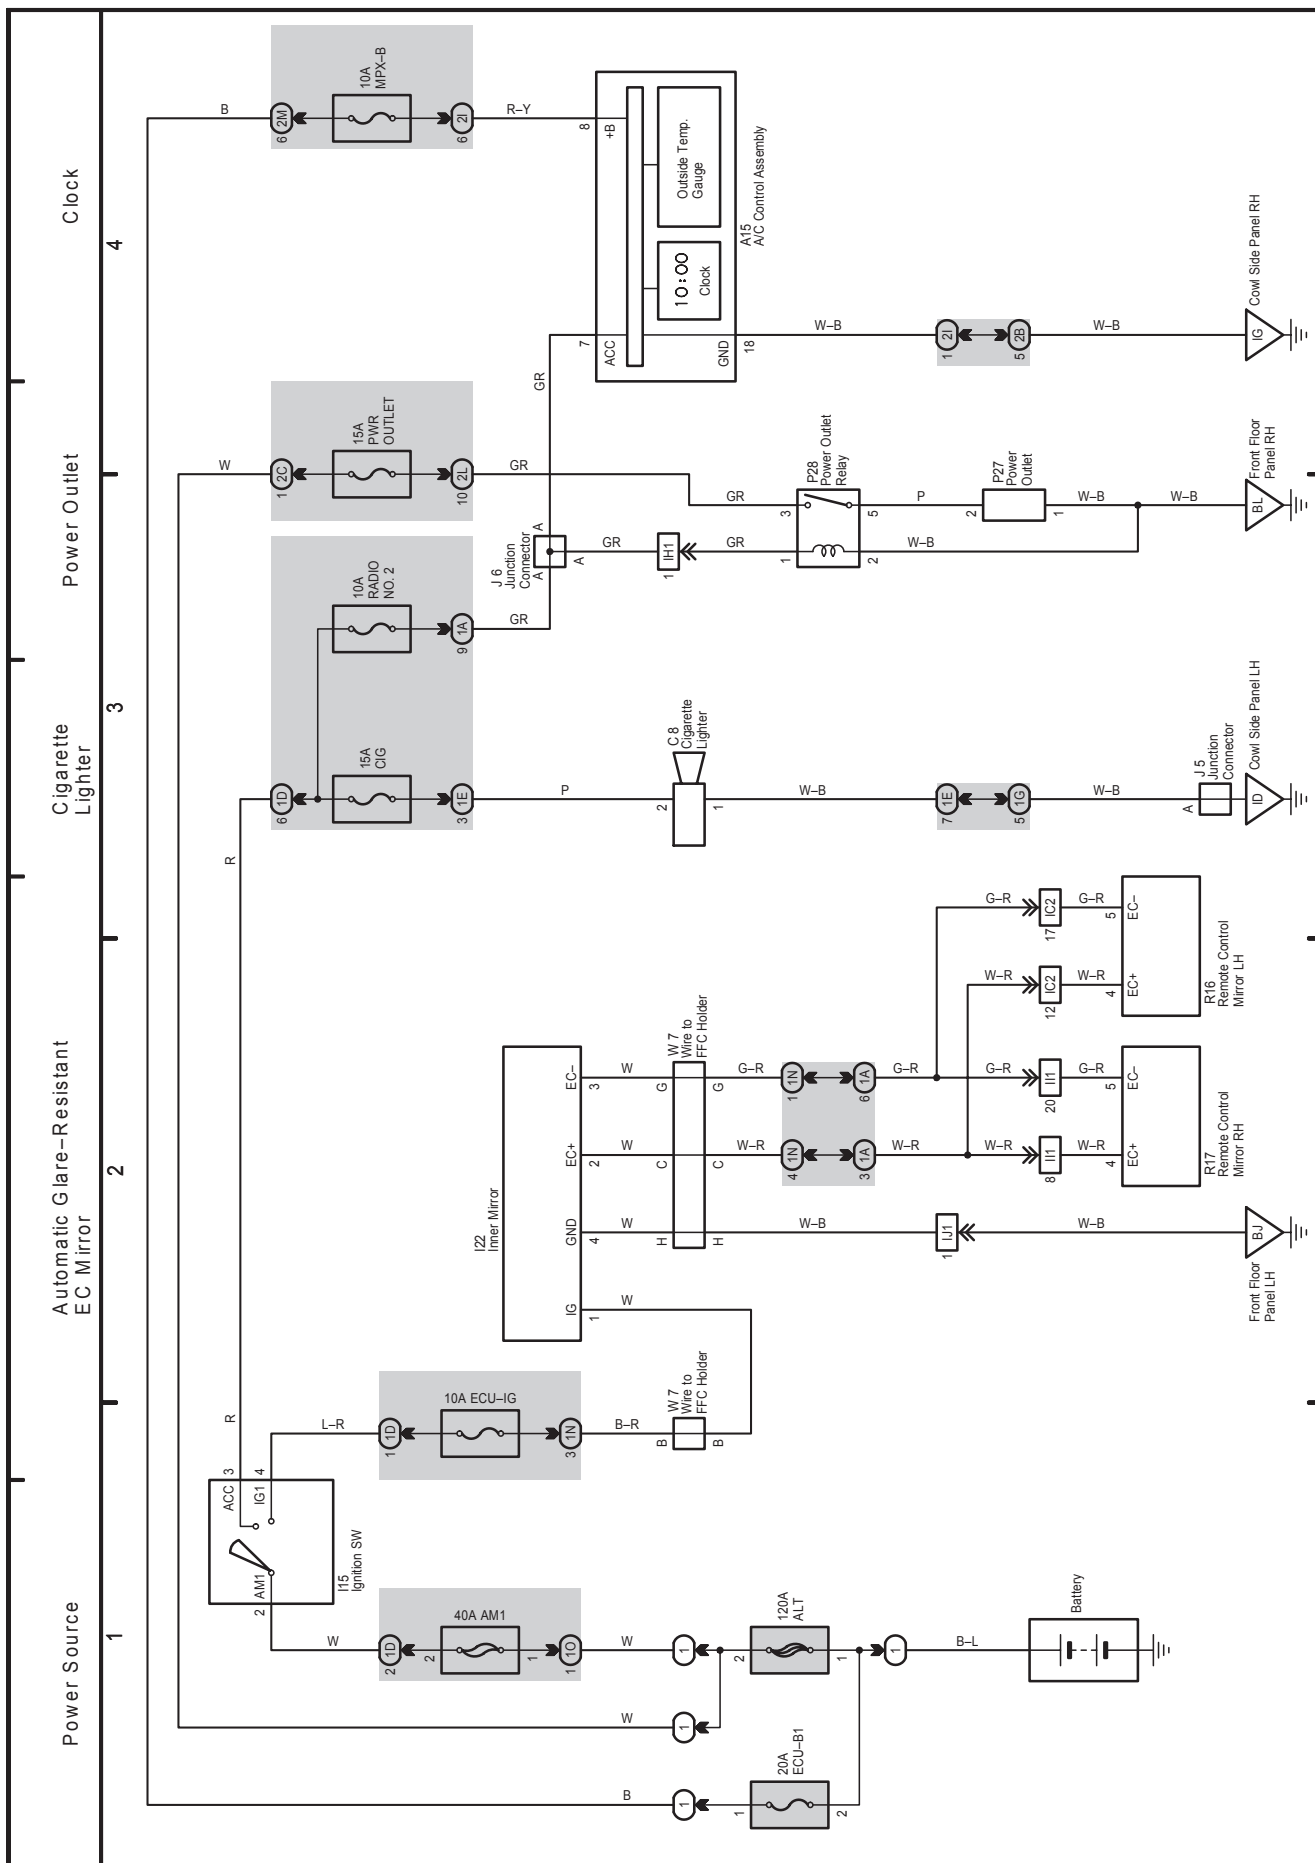 Power Source
Automatic Glare–Resistant
EC Mirror
Cigarette
Lighter
Power Outlet
Clock
1
2
3
4
B
6 2M
10A
MPX–B
6 2I
R–Y
8
+B
Outside Temp.
Gauge
10:00
Clock
A15
A/C Control Assembly
7
ACC
GND
18
W–B
1 2I
5 2B
W–B
IG
Cowl Side Panel RH
GR
W
1 2C
15A
PWR
OUTLET
10 2L
GR
GR
3
P28
Power Outlet
Relay
5
P
2
P27
Power
Outlet
1
W–B
W–B
BL
Front Floor
Panel RH
J 6
Junction
Connector
A
A
A
GR
1
IH1
GR
1
2
W–B
10A
RADIO
NO. 2
9 1A
GR
R
6 1D
15A
CIG
3 1E
P
2
C 8
Cigarette
Lighter
1
W–B
7 1E
5 1G
W–B
A
J 5
Junction
Connector
ID
Cowl Side Panel LH
G–R
17
IC2
G–R
5
EC–
W–R
12
IC2
W–R
4
EC+
R16
Remote Control
Mirror LH
I22
Inner Mirror
EC–
3
W
G
W 7
Wire to
FFC Holder
G
G–R
1 1N
6 1A
G–R
G–R
20
II1
G–R
5
EC–
EC+
2
W
C
C
W–R
4 1N
3 1A
W–R
W–R
8
II1
W–R
4
EC+
R17
Remote Control
Mirror RH
GND
4
W
H
H
W–B
1
IJ1
W–B
BJ
Front Floor
Panel LH
IG
1
W
R
L–R
1 1D
10A ECU–IG
3 1N
B–R
B
W 7
Wire to
FFC Holder
B
ACC 3
IG1 4
2 AM1
I15
Ignition SW
W
2 1D
2
40A AM1
1
1 1O
W
1
2
120A
ALT
1
1
B–L
Battery
W
1
B
1
1
20A
ECU–B1
2